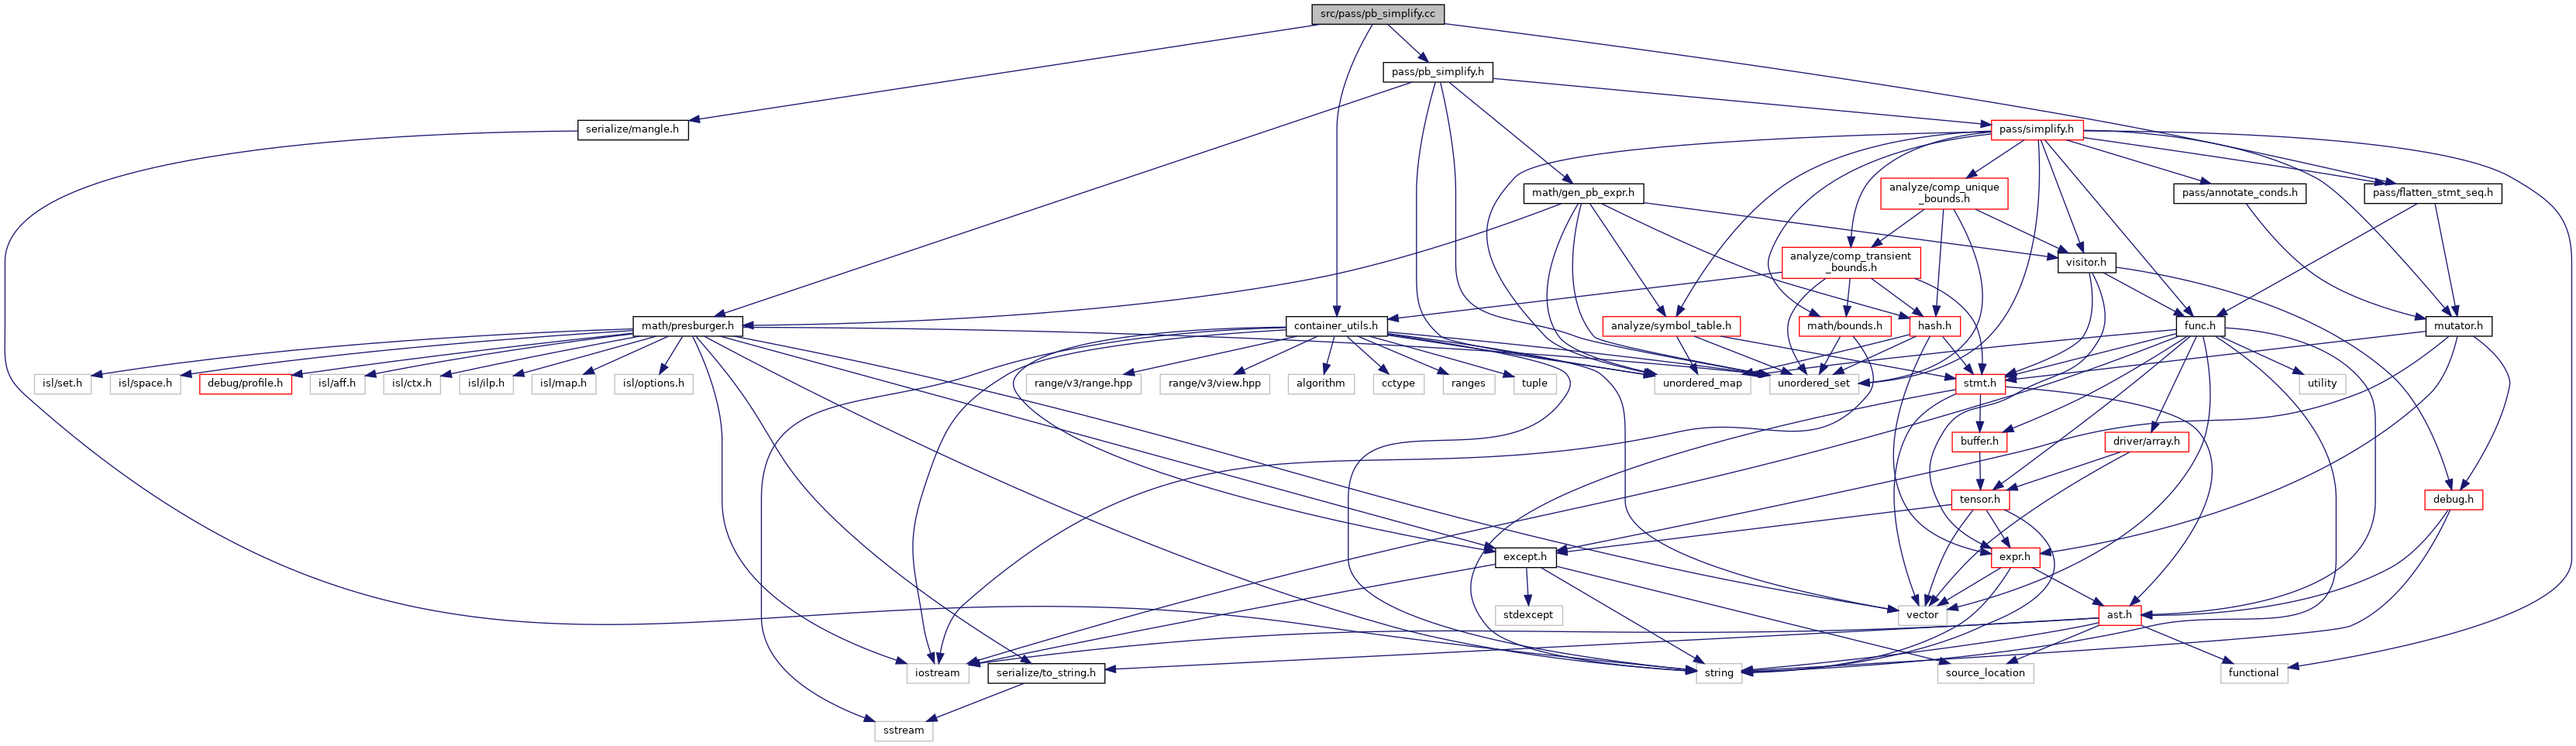 src/pass/pb_simplify.cc
pass/pb_simplify.h
serialize/mangle.h
pass/simplify.h
math/gen_pb_expr.h
analyze/comp_unique
_bounds.h
pass/annotate_conds.h
pass/flatten_stmt_seq.h
analyze/comp_transient
_bounds.h
visitor.h
math/presburger.h
container_utils.h
analyze/symbol_table.h
math/bounds.h
hash.h
func.h
mutator.h
isl/set.h
isl/space.h
debug/profile.h
isl/aff.h
isl/ctx.h
isl/ilp.h
isl/map.h
isl/options.h
range/v3/range.hpp
range/v3/view.hpp
algorithm
cctype
ranges
tuple
unordered_map
unordered_set
stmt.h
utility
buffer.h
driver/array.h
tensor.h
debug.h
except.h
expr.h
stdexcept
vector
ast.h
iostream
serialize/to_string.h
string
source_location
functional
sstream